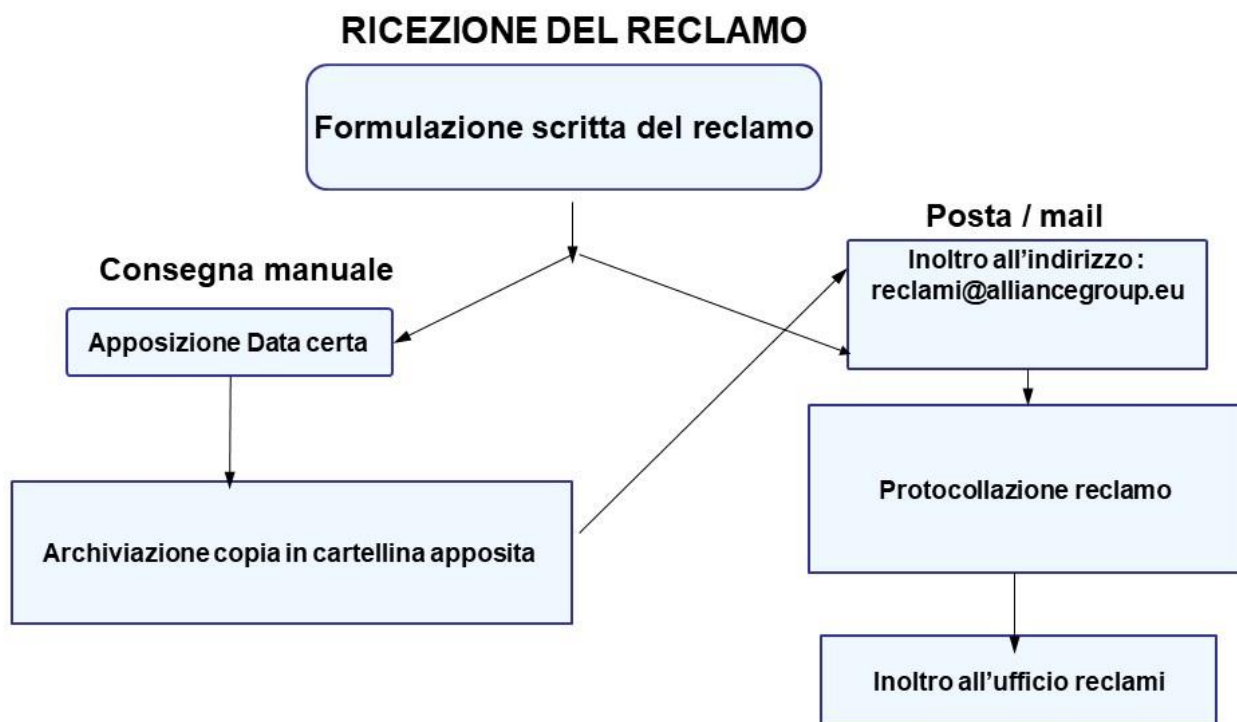 RICEZIONE DEL RECLAMO
Formulazione scritta del reclamo
Posta / mail
Inoltro all’indirizzo :
reclami@alliancegroup.eu
Consegna manuale
Apposizione Data certa
Protocollazione reclamo
Archiviazione copia in cartellina apposita
Inoltro all’ufficio reclami